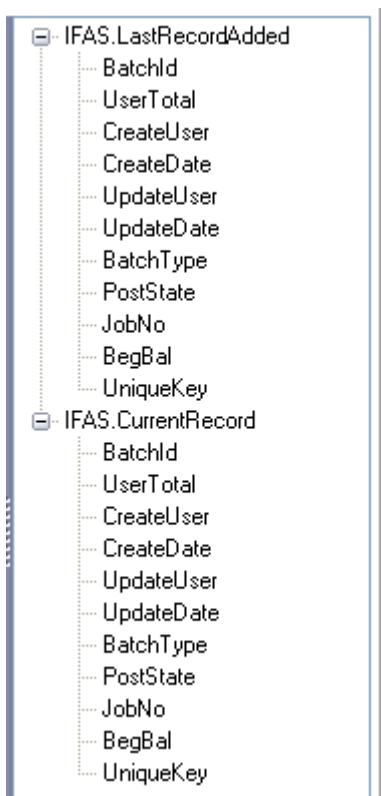 IFAS.LastRecordAdded
BatchId
UserTotal
CreateUser
CreateDate
UpdateUser
UpdateDate
BatchType
PostState
JobNo
BegBal
UniqueKey
IFAS.CurrentRecord
BatchId
UserTotal
CreateUser
CreateDate
UpdateUser
UpdateDate
BatchType
PostState
JobNo
BegBal
UniqueKey